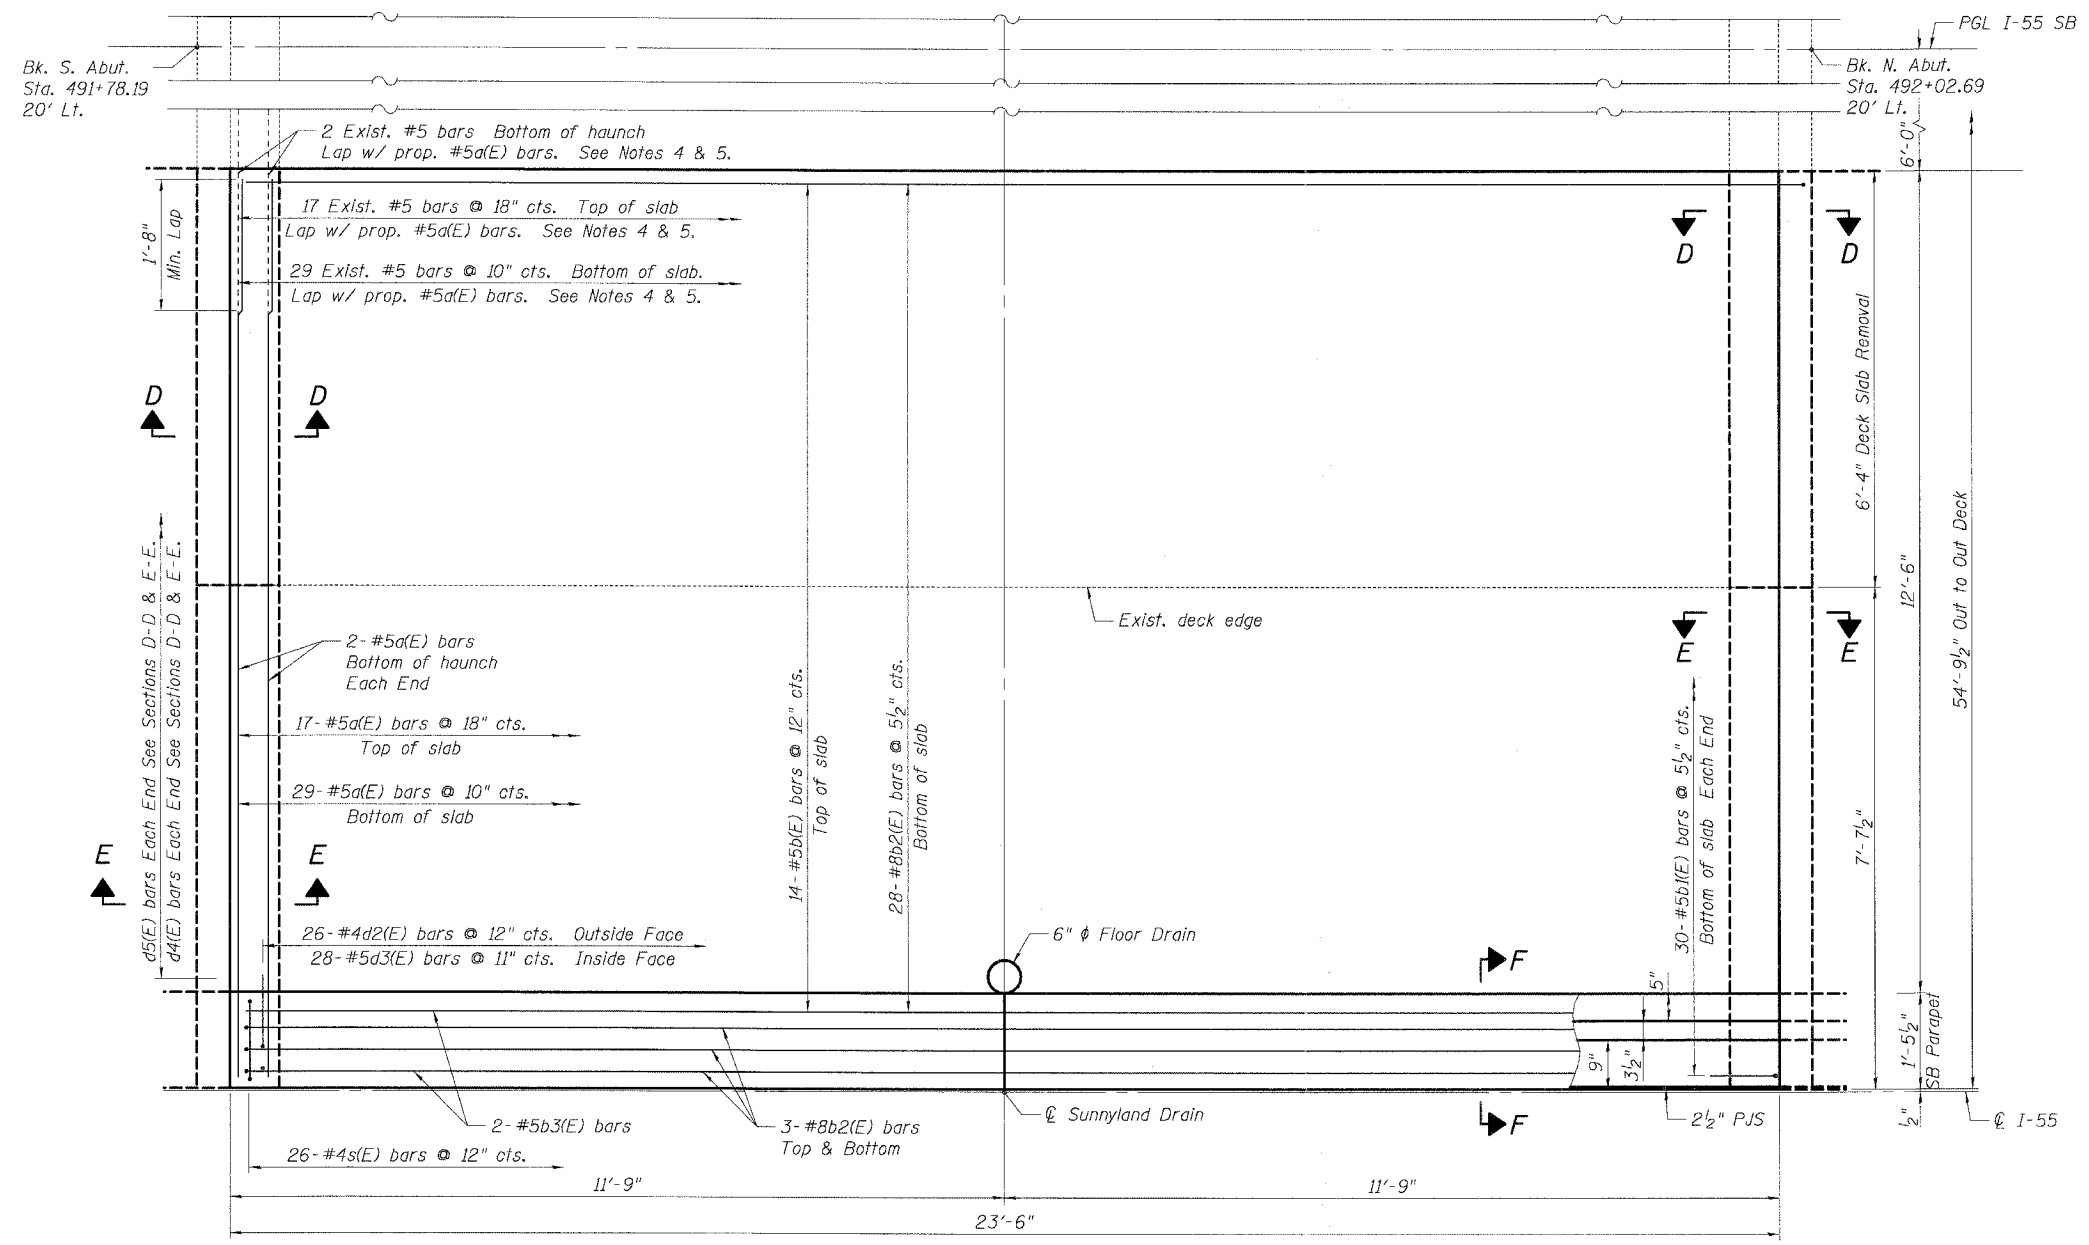 PGL I-55 SB
Bk. S. Abut.
Sta. 491+78.19
20' Lt.
Bk. N. Abut.
Sta. 492+02.69
20' Lt.
6'-0"
2 Exist. #5 bars Bottom of haunch
Lap w/ prop. #5a(E) bars. See Notes 4 & 5.
1'-8"
Min. Lap
17 Exist. #5 bars @ 18" cts. Top of slab
Lap w/ prop. #5a(E) bars. See Notes 4 & 5.
29 Exist. #5 bars @ 10" cts. Bottom of slab.
Lap w/ prop. #5a(E) bars. See Notes 4 & 5.
D
D
D
D
6'-4" Deck Slab Removal
12'-6"
54'-9½" Out to Out Deck
d5(E) bars Each End See Sections D-D & E-E.
d4(E) bars Each End See Sections D-D & E-E.
Exist. deck edge
2-#5a(E) bars
Bottom of haunch
Each End
E
E
17-#5a(E) bars @ 18" cts.
Top of slab
29-#5a(E) bars @ 10" cts.
Bottom of slab
14-#5b(E) bars @ 12" cts.
Top of slab
28-#8b2(E) bars @ 5½" cts.
Bottom of slab
30-#5b1(E) bars @ 5½" cts.
Bottom of slab Each End
7'-7½"
E
E
26-#4d2(E) bars @ 12" cts. Outside Face
28-#5d3(E) bars @ 11" cts. Inside Face
6" ϕ Floor Drain
F
5"
9"
3½"
1'-5½"
SB Parapet
½"
2-#5b3(E) bars
3-#8b2(E) bars
Top & Bottom
℄ Sunnyland Drain
F
2½" PJS
℄ I-55
26-#4s(E) bars @ 12" cts.
11'-9"
11'-9"
23'-6"